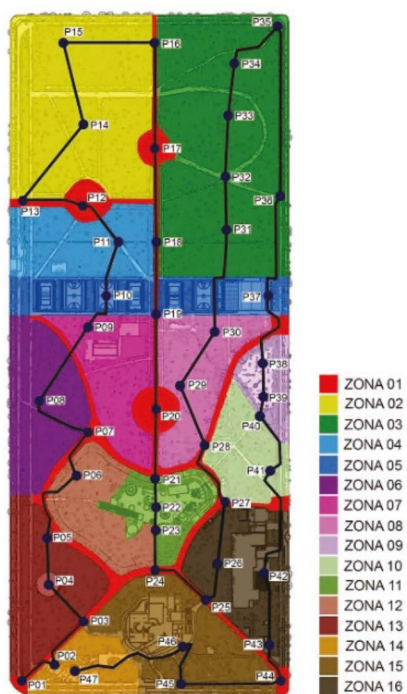 P35
P15
P16
P34
P33
P14
P17
P32
P36
P12
P13
P31
P11
P18
P10
P37
P19
P09
P30
P38
P29
P08
P39
P20
P40
P07
P28
P41
P06
P21
P27
P22
P23
P05
P26
P24
P42
P04
P25
P03
P46
P43
P02
P47
P01
P45
P44
ZONA 01
ZONA 02
ZONA 03
ZONA 04
ZONA 05
ZONA 06
ZONA 07
ZONA 08
ZONA 09
ZONA 10
ZONA 11
ZONA 12
ZONA 13
ZONA 14
ZONA 15
ZONA 16